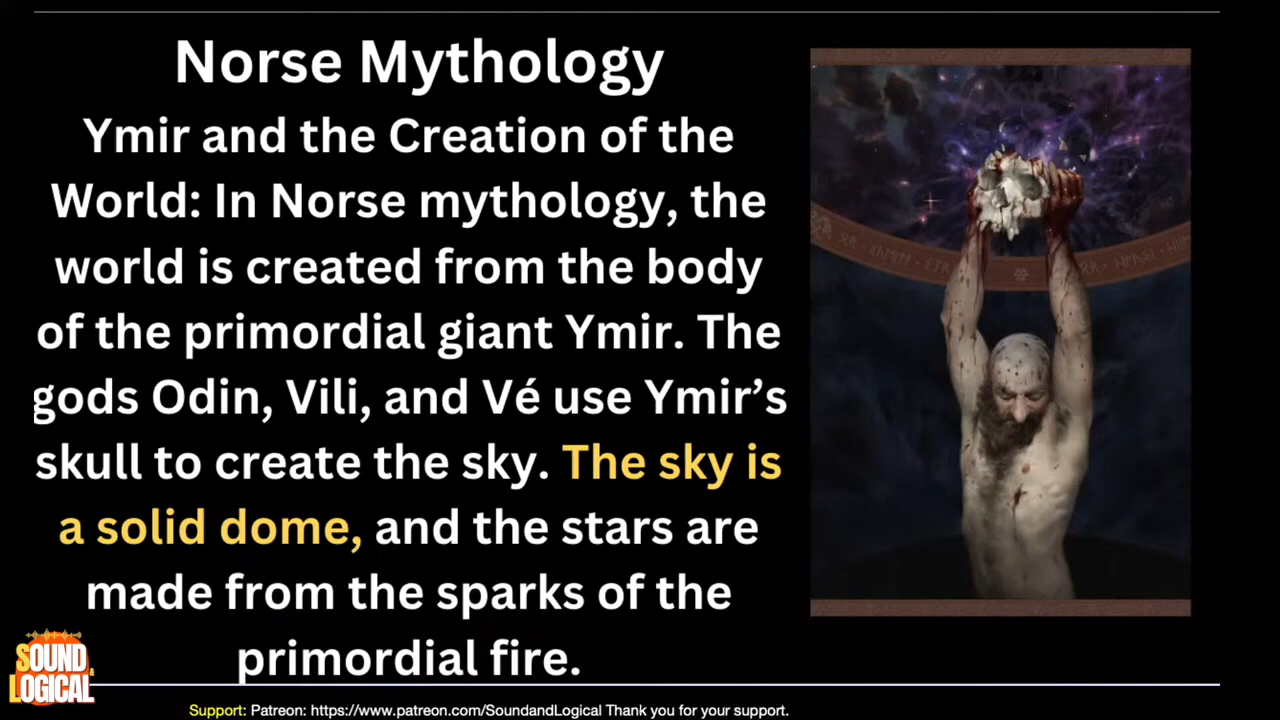 Norse Mythology
Ymir and the Creation of the
World: In Norse mythology, the
world is created from the body
of the primordial giant Ymir. The
gods Odin, Vili, and Vé use Ymir’s
skull to create the sky. The sky is
a solid dome, and the stars are
made from the sparks of the
primordial fire.
SOUND
LOGICAL
Support: Patreon: https://www.patreon.com/SoundandLogical Thank you for your support.